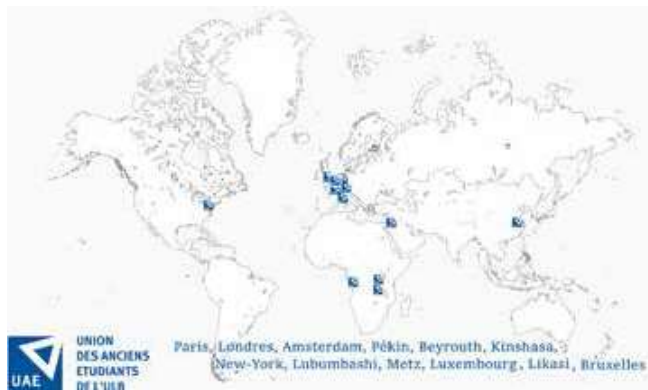 UAE
UNION
DES ANCIENS
ETUDIANTS
DE L'ULB
Paris, Londres, Amsterdam, Pékin, Beyrouth, Kinshasa,
New-York, Lubumbashi, Metz, Luxembourg, Likasi, Bruxelles